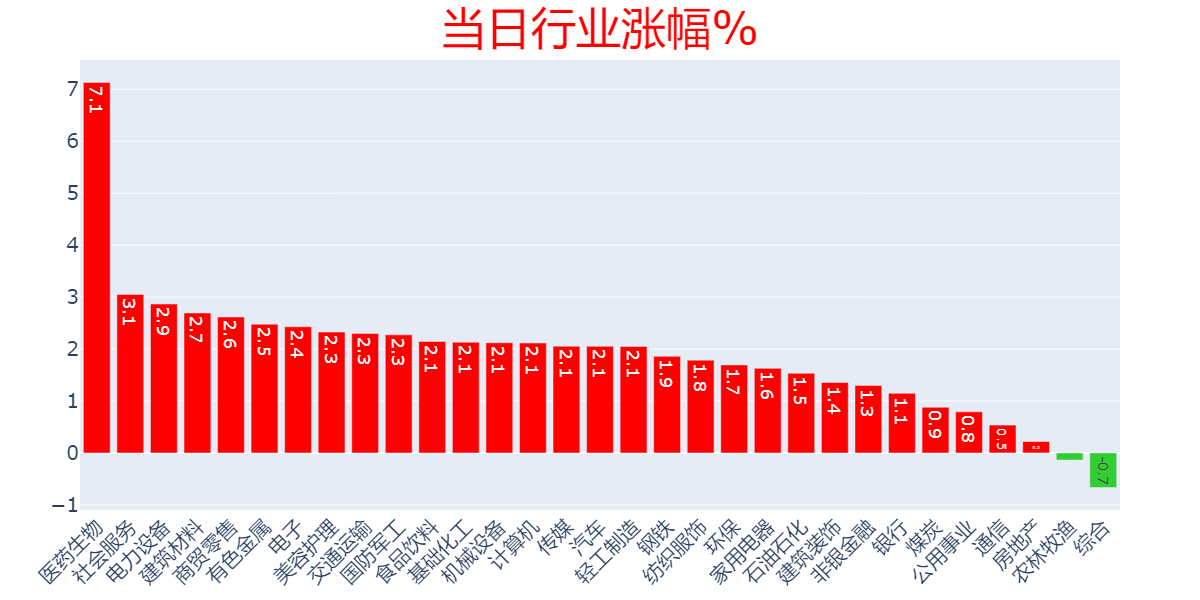 当日行业涨幅%
7
6
5
4
3
2
1
0
−1
7.1
3.1
2.9
2.7
2.6
2.5
2.4
2.3
2.3
2.3
2.1
2.1
2.1
2.1
2.1
2.1
2.1
1.9
1.8
1.7
1.6
1.5
1.4
1.3
1.1
0.9
0.8
0.5
0.2
-0.7
医药生物
社会服务
电力设备
建筑材料
商贸零售
有色金属
电子
美容护理
交通运输
国防军工
食品饮料
基础化工
机械设备
计算机
传媒
汽车
轻工制造
钢铁
纺织服饰
环保
家用电器
石油石化
建筑装饰
非银金融
银行
煤炭
公用事业
通信
房地产
农林牧渔
综合